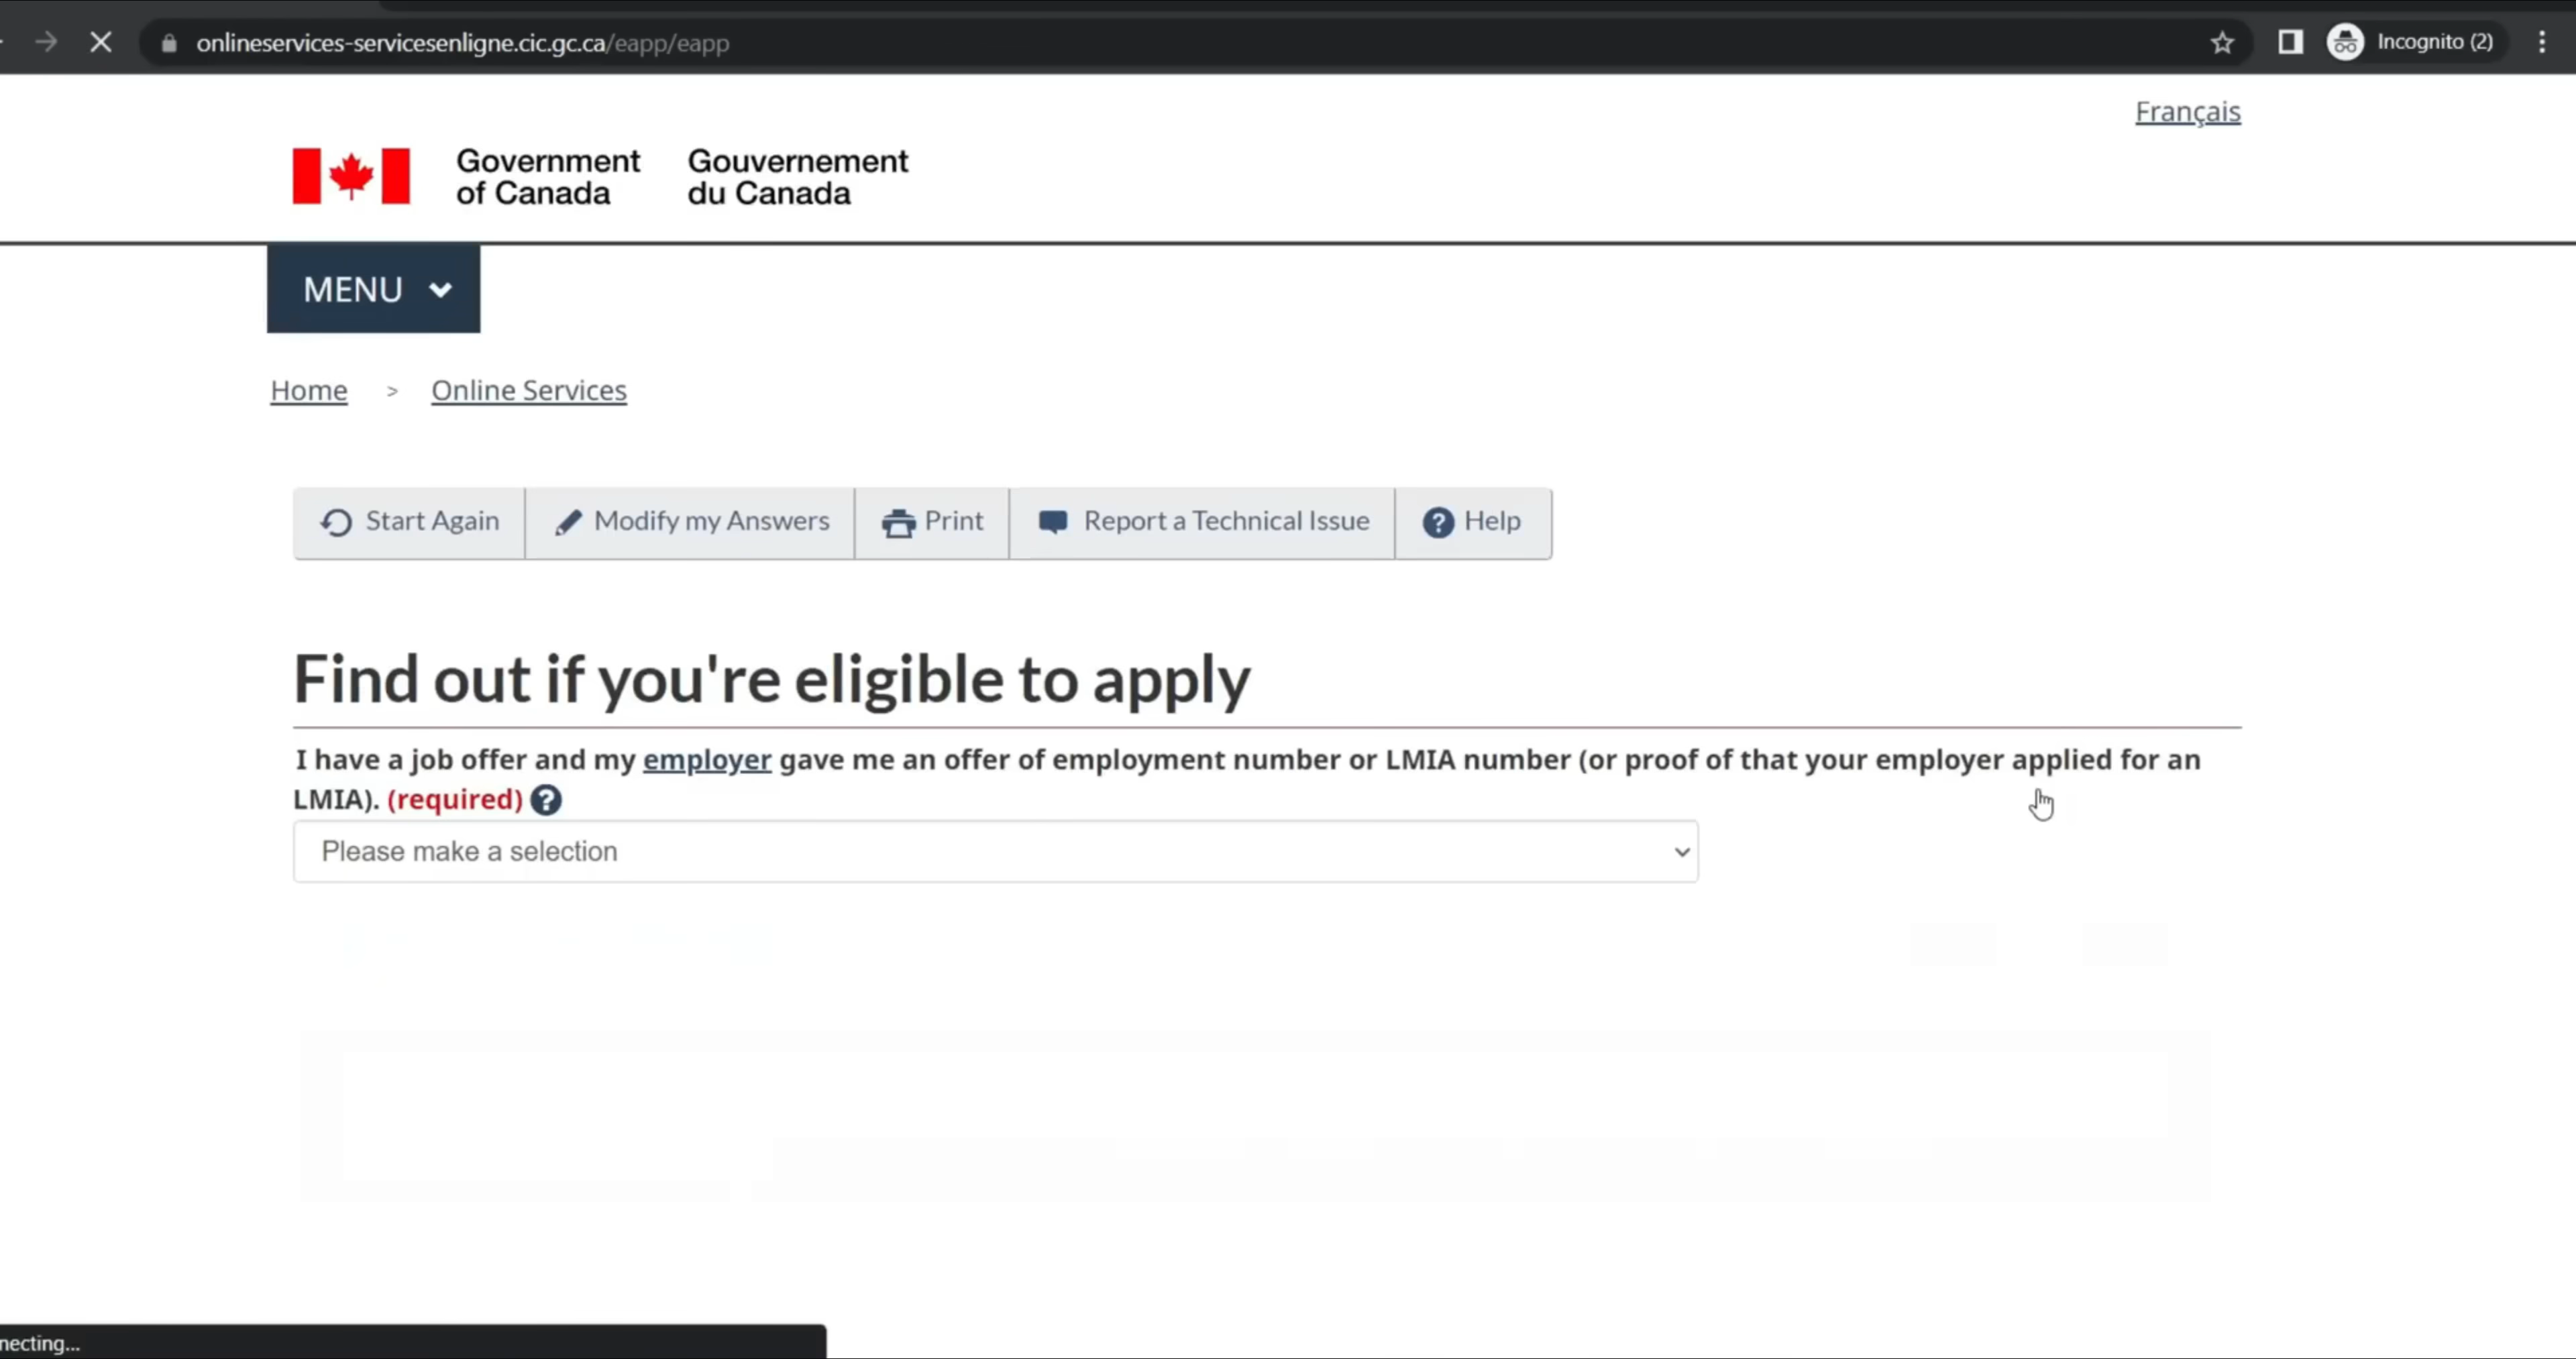 onlineservices-servicesenligne.cic.gc.ca/eapp/eapp
Incognito (2)
Français
Government of Canada
Gouvernement du Canada
MENU
Home > Online Services
Start Again Modify my Answers Print Report a Technical Issue ? Help
Find out if you're eligible to apply
I have a job offer and my employer gave me an offer of employment number or LMIA number (or proof of that your employer applied for an
LMIA). (required) ?
Please make a selection
necting...